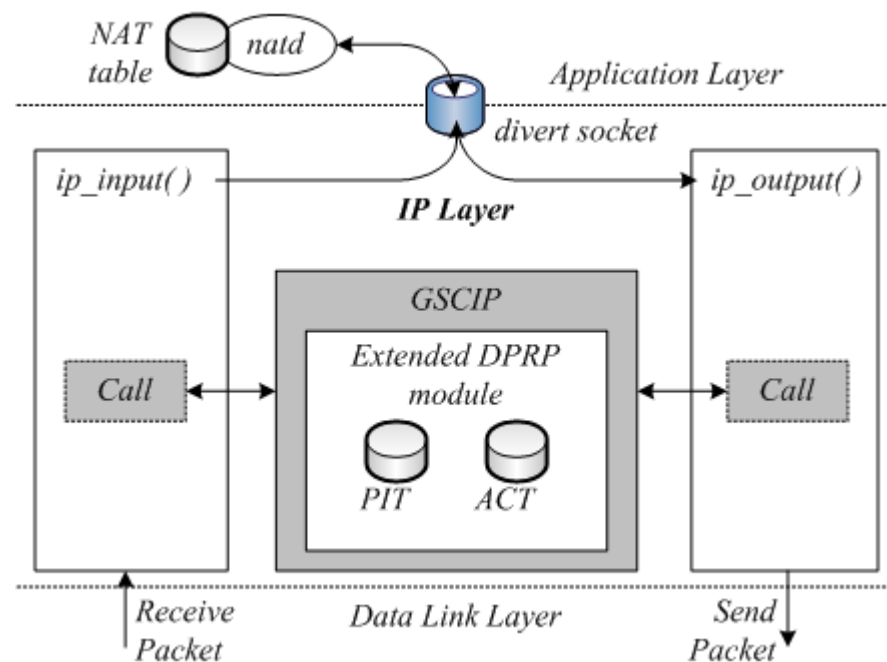 NAT
table
natd
Application Layer
divert socket
ip_input( )
ip_output( )
IP Layer
GSCIP
Extended DPRP
module
Call
Call
PIT
ACT
Receive
Packet
Data Link Layer
Send
Packet